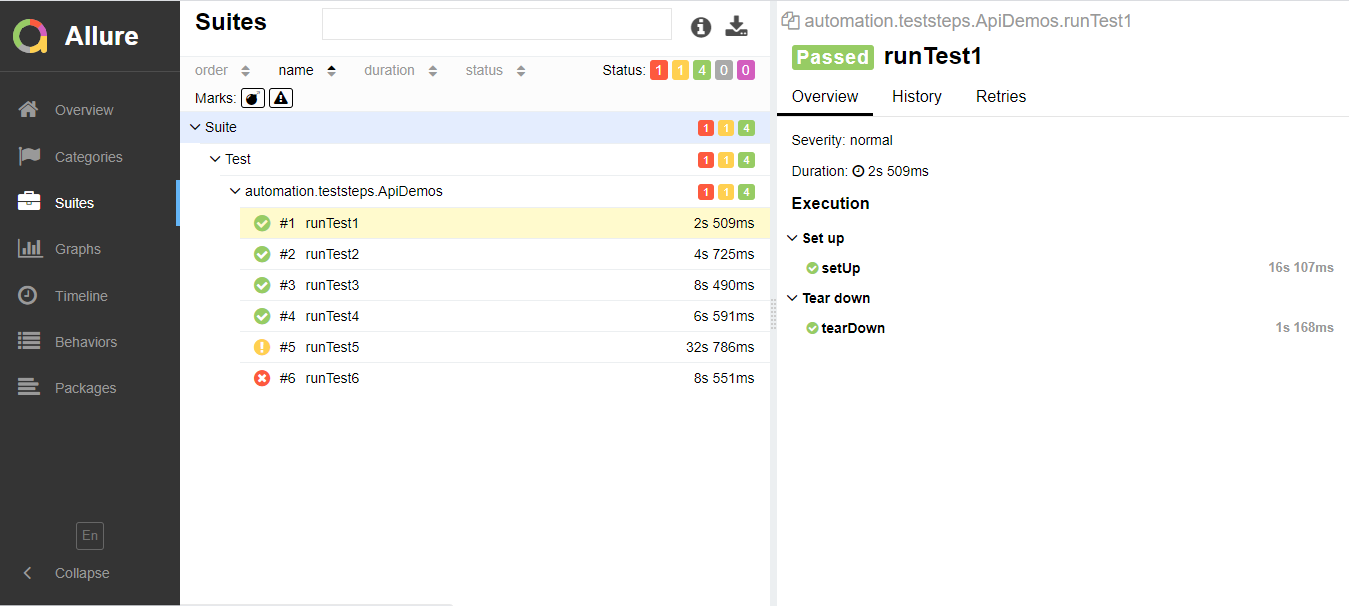 Allure
Overview
Categories
Suites
Graphs
Timeline
Behaviors
Packages
En
Collapse
Suites
order name duration status Status: 1 1 4 0 0
Marks:
Suite 1 1 4
Test 1 1 4
automation.teststeps.ApiDemos 1 1 4
#1 runTest1 2s 509ms
#2 runTest2 4s 725ms
#3 runTest3 8s 490ms
#4 runTest4 6s 591ms
#5 runTest5 32s 786ms
#6 runTest6 8s 551ms
automation.teststeps.ApiDemos.runTest1
Passed runTest1
Overview History Retries
Severity: normal
Duration: 2s 509ms
Execution
Set up
setUp 16s 107ms
Tear down
tearDown 1s 168ms